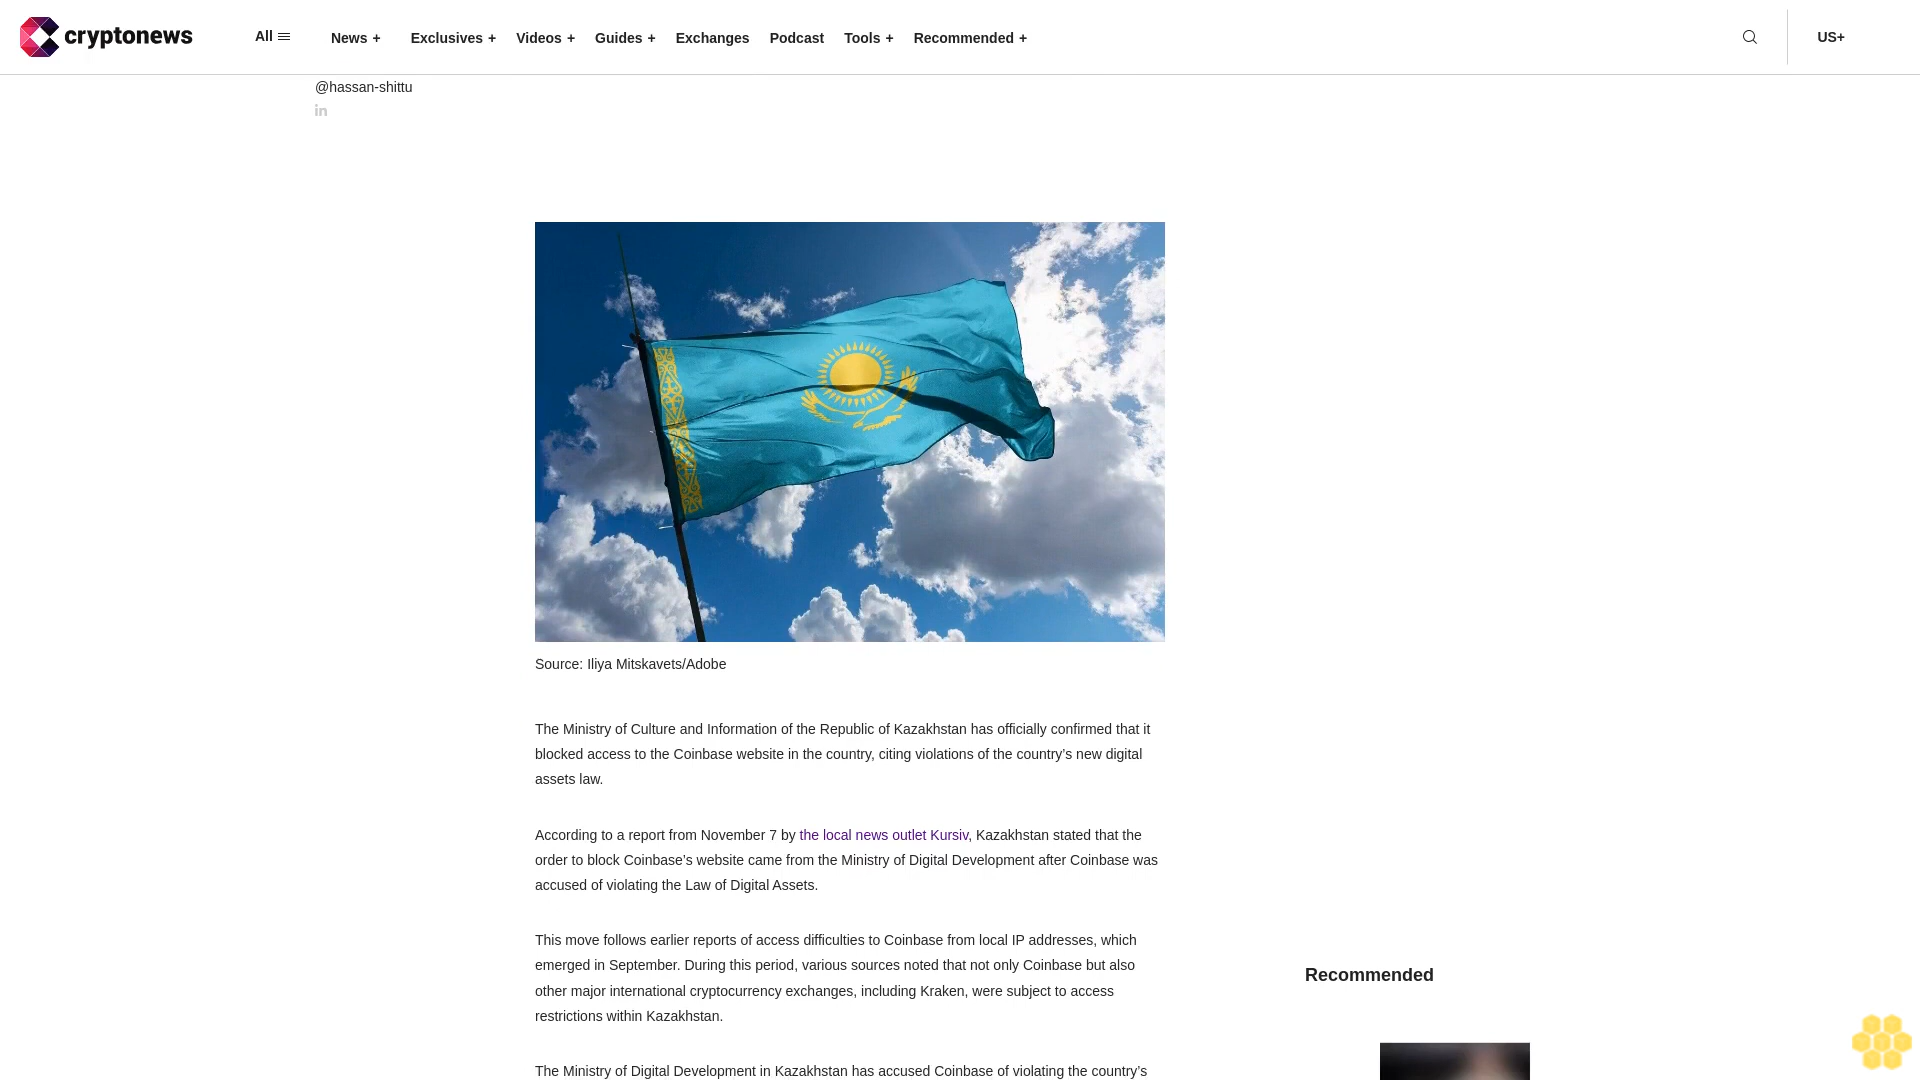 cryptonews
All
News +
Exclusives +
Videos +
Guides +
Exchanges
Podcast
Tools +
Recommended +
US+
@hassan-shittu
in
Source: Iliya Mitskavets/Adobe
The Ministry of Culture and Information of the Republic of Kazakhstan has officially confirmed that it
blocked access to the Coinbase website in the country, citing violations of the country’s new digital
assets law.
According to a report from November 7 by the local news outlet Kursiv, Kazakhstan stated that the
order to block Coinbase’s website came from the Ministry of Digital Development after Coinbase was
accused of violating the Law of Digital Assets.
This move follows earlier reports of access difficulties to Coinbase from local IP addresses, which
emerged in September. During this period, various sources noted that not only Coinbase but also
other major international cryptocurrency exchanges, including Kraken, were subject to access
restrictions within Kazakhstan.
Recommended
The Ministry of Digital Development in Kazakhstan has accused Coinbase of violating the country’s